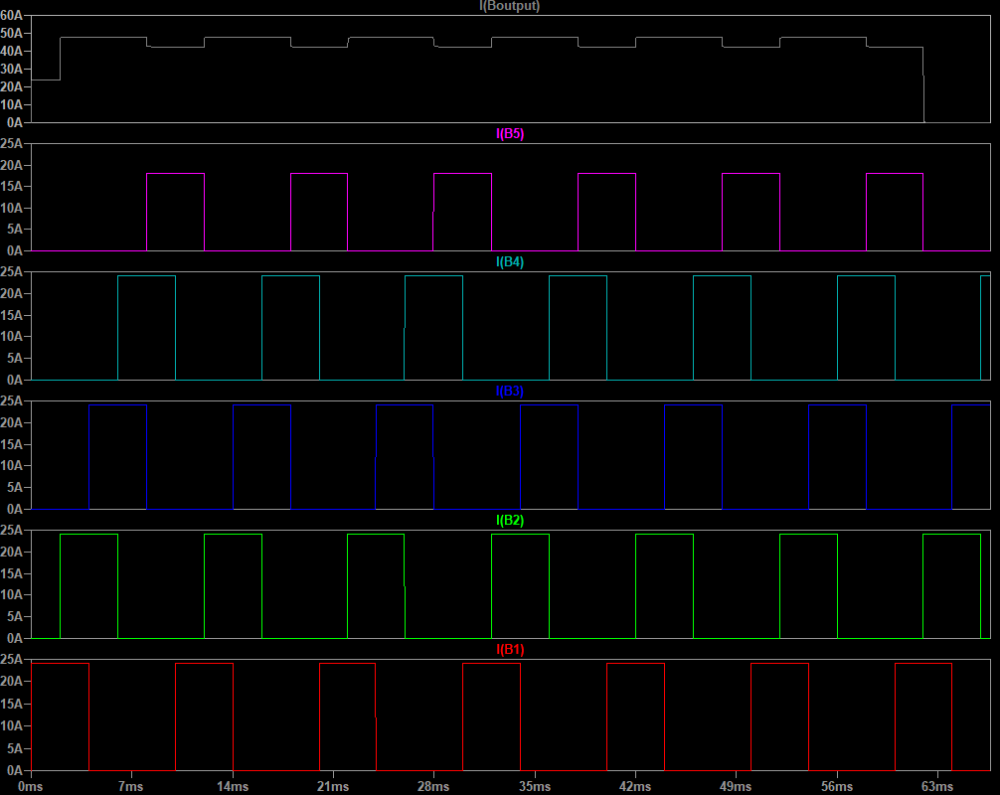 I(Boutput)
60A
50A
40A
30A
20A
10A
0A
I(B5)
25A
20A
15A
10A
5A
0A
I(B4)
25A
20A
15A
10A
5A
0A
I(B3)
25A
20A
15A
10A
5A
0A
I(B2)
25A
20A
15A
10A
5A
0A
I(B1)
25A
20A
15A
10A
5A
0A
0ms 7ms 14ms 21ms 28ms 35ms 42ms 49ms 56ms 63ms